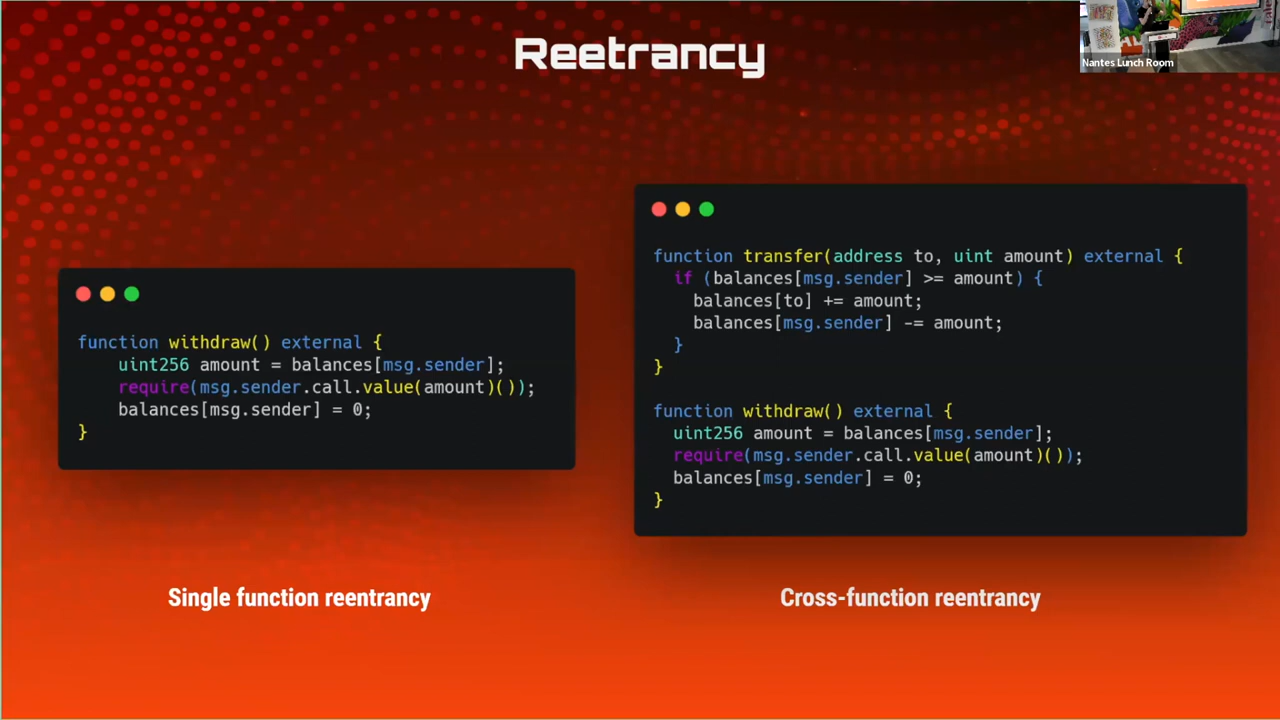 Reetrancy
Nantes Lunch Room
function withdraw() external {
    uint256 amount = balances[msg.sender];
    require(msg.sender.call.value(amount)());
    balances[msg.sender] = 0;
}
Single function reentrancy
function transfer(address to, uint amount) external {
  if (balances[msg.sender] >= amount) {
    balances[to] += amount;
    balances[msg.sender] -= amount;
  }
}
function withdraw() external {
  uint256 amount = balances[msg.sender];
  require(msg.sender.call.value(amount)());
  balances[msg.sender] = 0;
}
Cross-function reentrancy